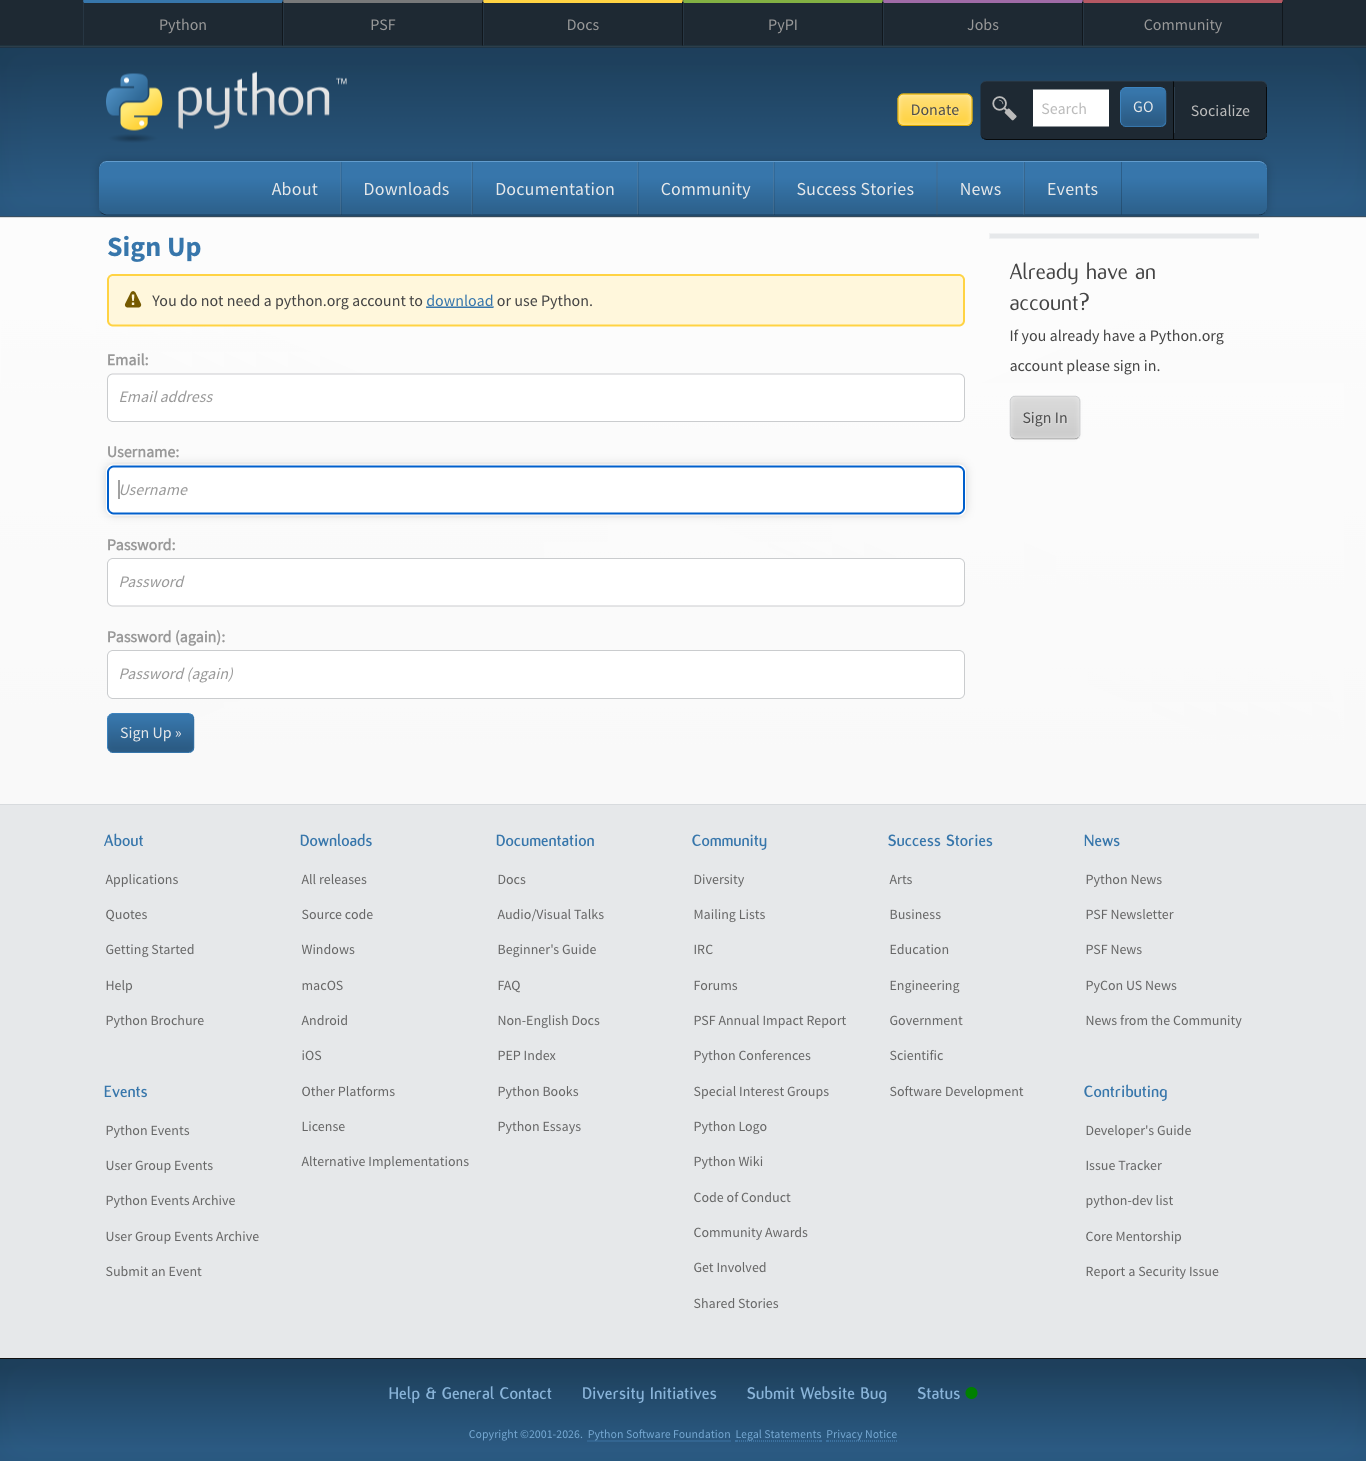 Python
PSF
Docs
PyPI
Jobs
Community
python™
Donate
Search
GO
Socialize
About
Downloads
Documentation
Community
Success Stories
News
Events
Sign Up
You do not need a python.org account to download or use Python.
Email:
Email address
Username:
Username
Password:
Password
Password (again):
Password (again)
Sign Up »
Already have an
account?
If you already have a Python.org
account please sign in.
Sign In
About
Applications
Quotes
Getting Started
Help
Python Brochure
Events
Python Events
User Group Events
Python Events Archive
User Group Events Archive
Submit an Event
Downloads
All releases
Source code
Windows
macOS
Android
iOS
Other Platforms
License
Alternative Implementations
Documentation
Docs
Audio/Visual Talks
Beginner's Guide
FAQ
Non-English Docs
PEP Index
Python Books
Python Essays
Community
Diversity
Mailing Lists
IRC
Forums
PSF Annual Impact Report
Python Conferences
Special Interest Groups
Python Logo
Python Wiki
Code of Conduct
Community Awards
Get Involved
Shared Stories
Success Stories
Arts
Business
Education
Engineering
Government
Scientific
Software Development
News
Python News
PSF Newsletter
PSF News
PyCon US News
News from the Community
Contributing
Developer's Guide
Issue Tracker
python-dev list
Core Mentorship
Report a Security Issue
Help & General Contact
Diversity Initiatives
Submit Website Bug
Status
Copyright ©2001-2026. Python Software Foundation Legal Statements Privacy Notice